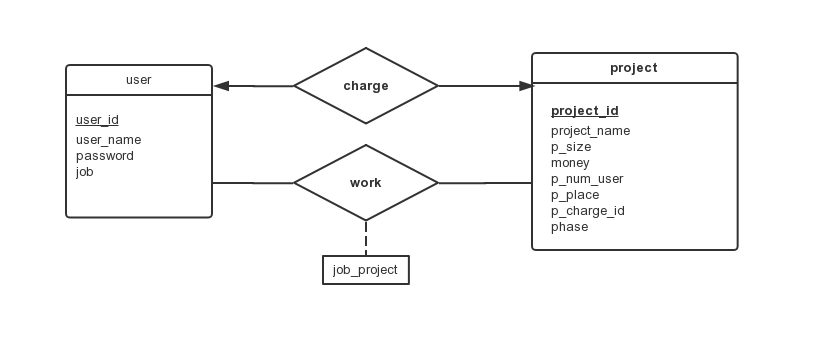 user
user_id
user_name
password
job
charge
work
job_project
project
project_id
project_name
p_size
money
p_num_user
p_place
p_charge_id
phase